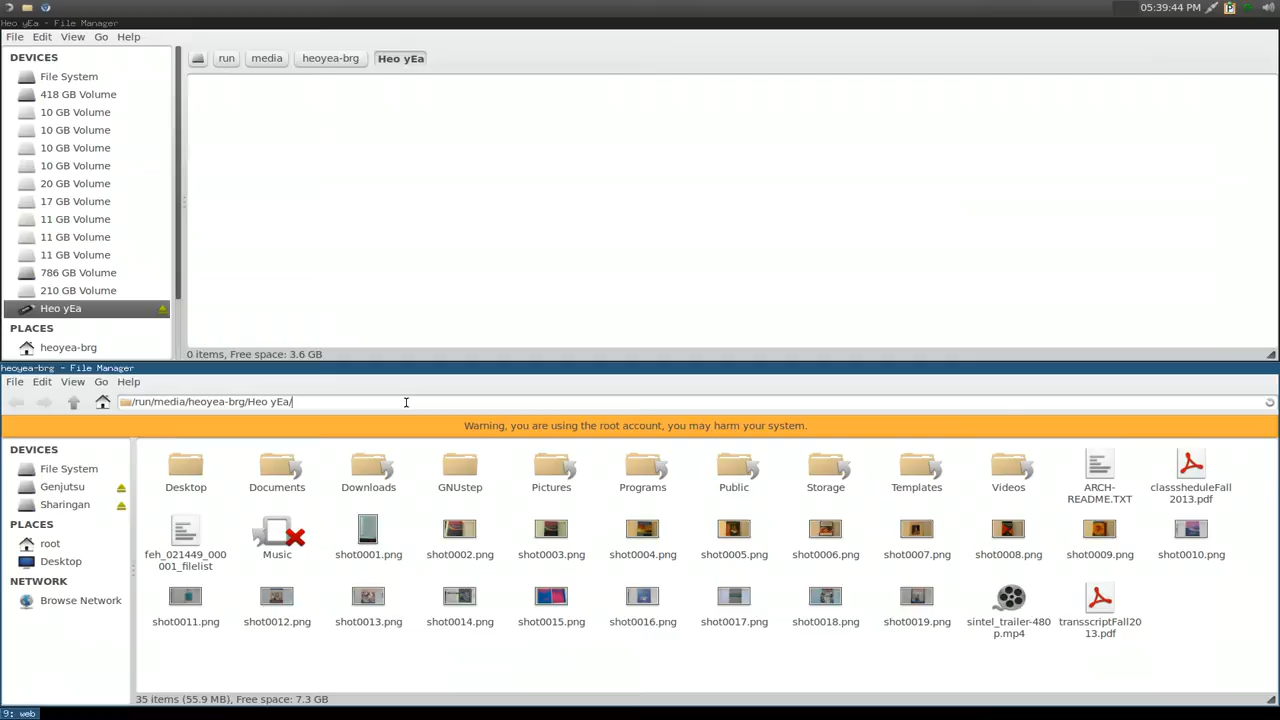 05:39:44 PM
Heo yEa - File Manager
File Edit View Go Help
DEVICES
File System
418 GB Volume
10 GB Volume
10 GB Volume
10 GB Volume
10 GB Volume
20 GB Volume
17 GB Volume
11 GB Volume
11 GB Volume
11 GB Volume
786 GB Volume
210 GB Volume
Heo yEa
PLACES
heoyea-brg
run media heoyea-brg Heo yEa
0 items, Free space: 3.6 GB
heoyea-brg - File Manager
File Edit View Go Help
/run/media/heoyea-brg/Heo yEa/
Warning, you are using the root account, you may harm your system.
DEVICES
File System
Genjutsu
Sharingan
PLACES
root
Desktop
NETWORK
Browse Network
Desktop Documents Downloads GNUstep Pictures Programs Public Storage Templates Videos ARCH-README.TXT classsheduleFall2013.pdf
feh_021449_000001_filelist Music shot0001.png shot0002.png shot0003.png shot0004.png shot0005.png shot0006.png shot0007.png shot0008.png shot0009.png shot0010.png
shot0011.png shot0012.png shot0013.png shot0014.png shot0015.png shot0016.png shot0017.png shot0018.png shot0019.png sintel_trailer-480p.mp4 transscriptFall2013.pdf
35 items (55.9 MB), Free space: 7.3 GB
9: web